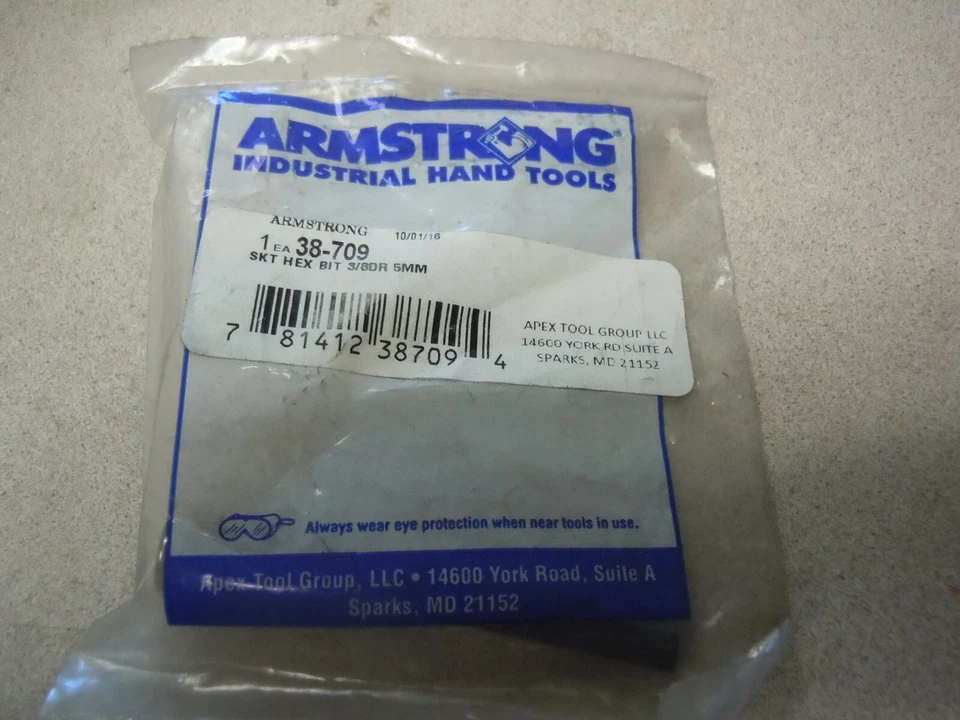 ARMSTRONG®
INDUSTRIAL HAND TOOLS
ARMSTRONG 10/01/16
1 EA 38-709
SKT HEX BIT 3/8DR 5MM
7 81412 38709 4
APEX TOOL GROUP LLC
14600 YORK RD SUITE A
SPARKS, MD 21152
Always wear eye protection when near tools in use.
Apex Tool Group, LLC • 14600 York Road, Suite A
Sparks, MD 21152